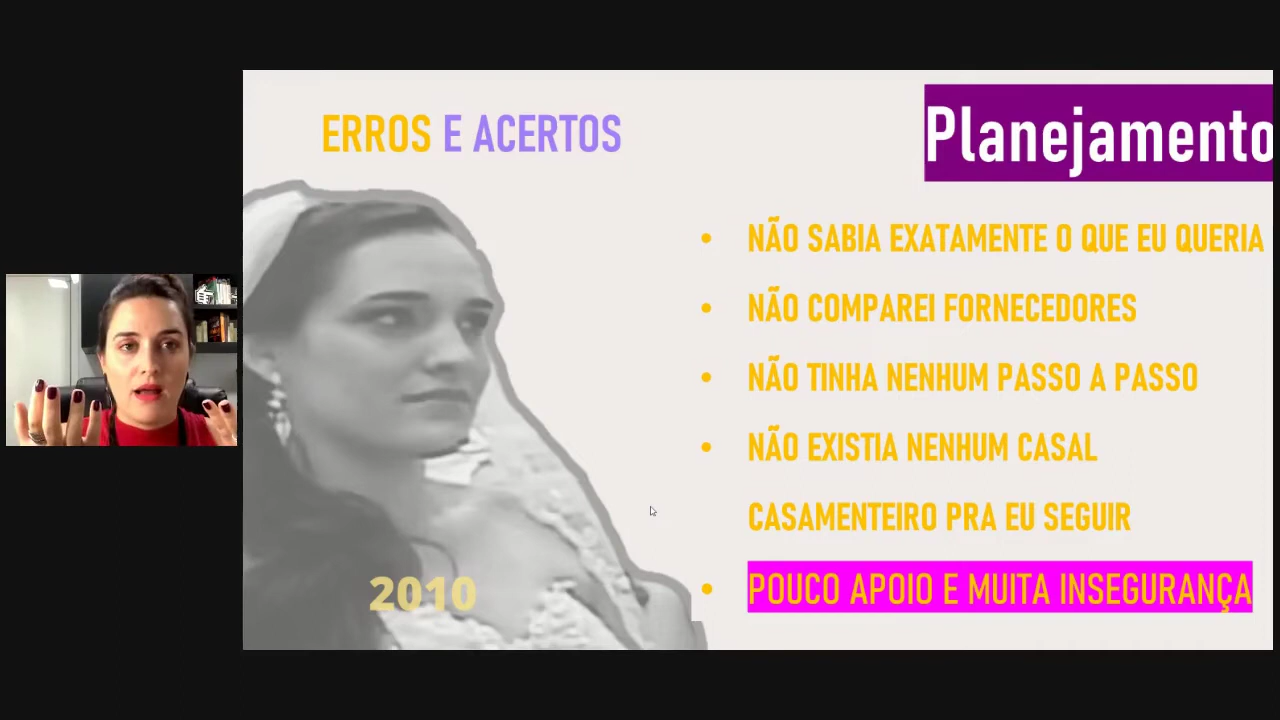 ERROS E ACERTOS
Planejamento
• NÃO SABIA EXATAMENTE O QUE EU QUERIA
• NÃO COMPAREI FORNECEDORES
• NÃO TINHA NENHUM PASSO A PASSO
• NÃO EXISTIA NENHUM CASAL
CASAMENTEIRO PRA EU SEGUIR
• POUCO APOIO E MUITA INSEGURANÇA
2010